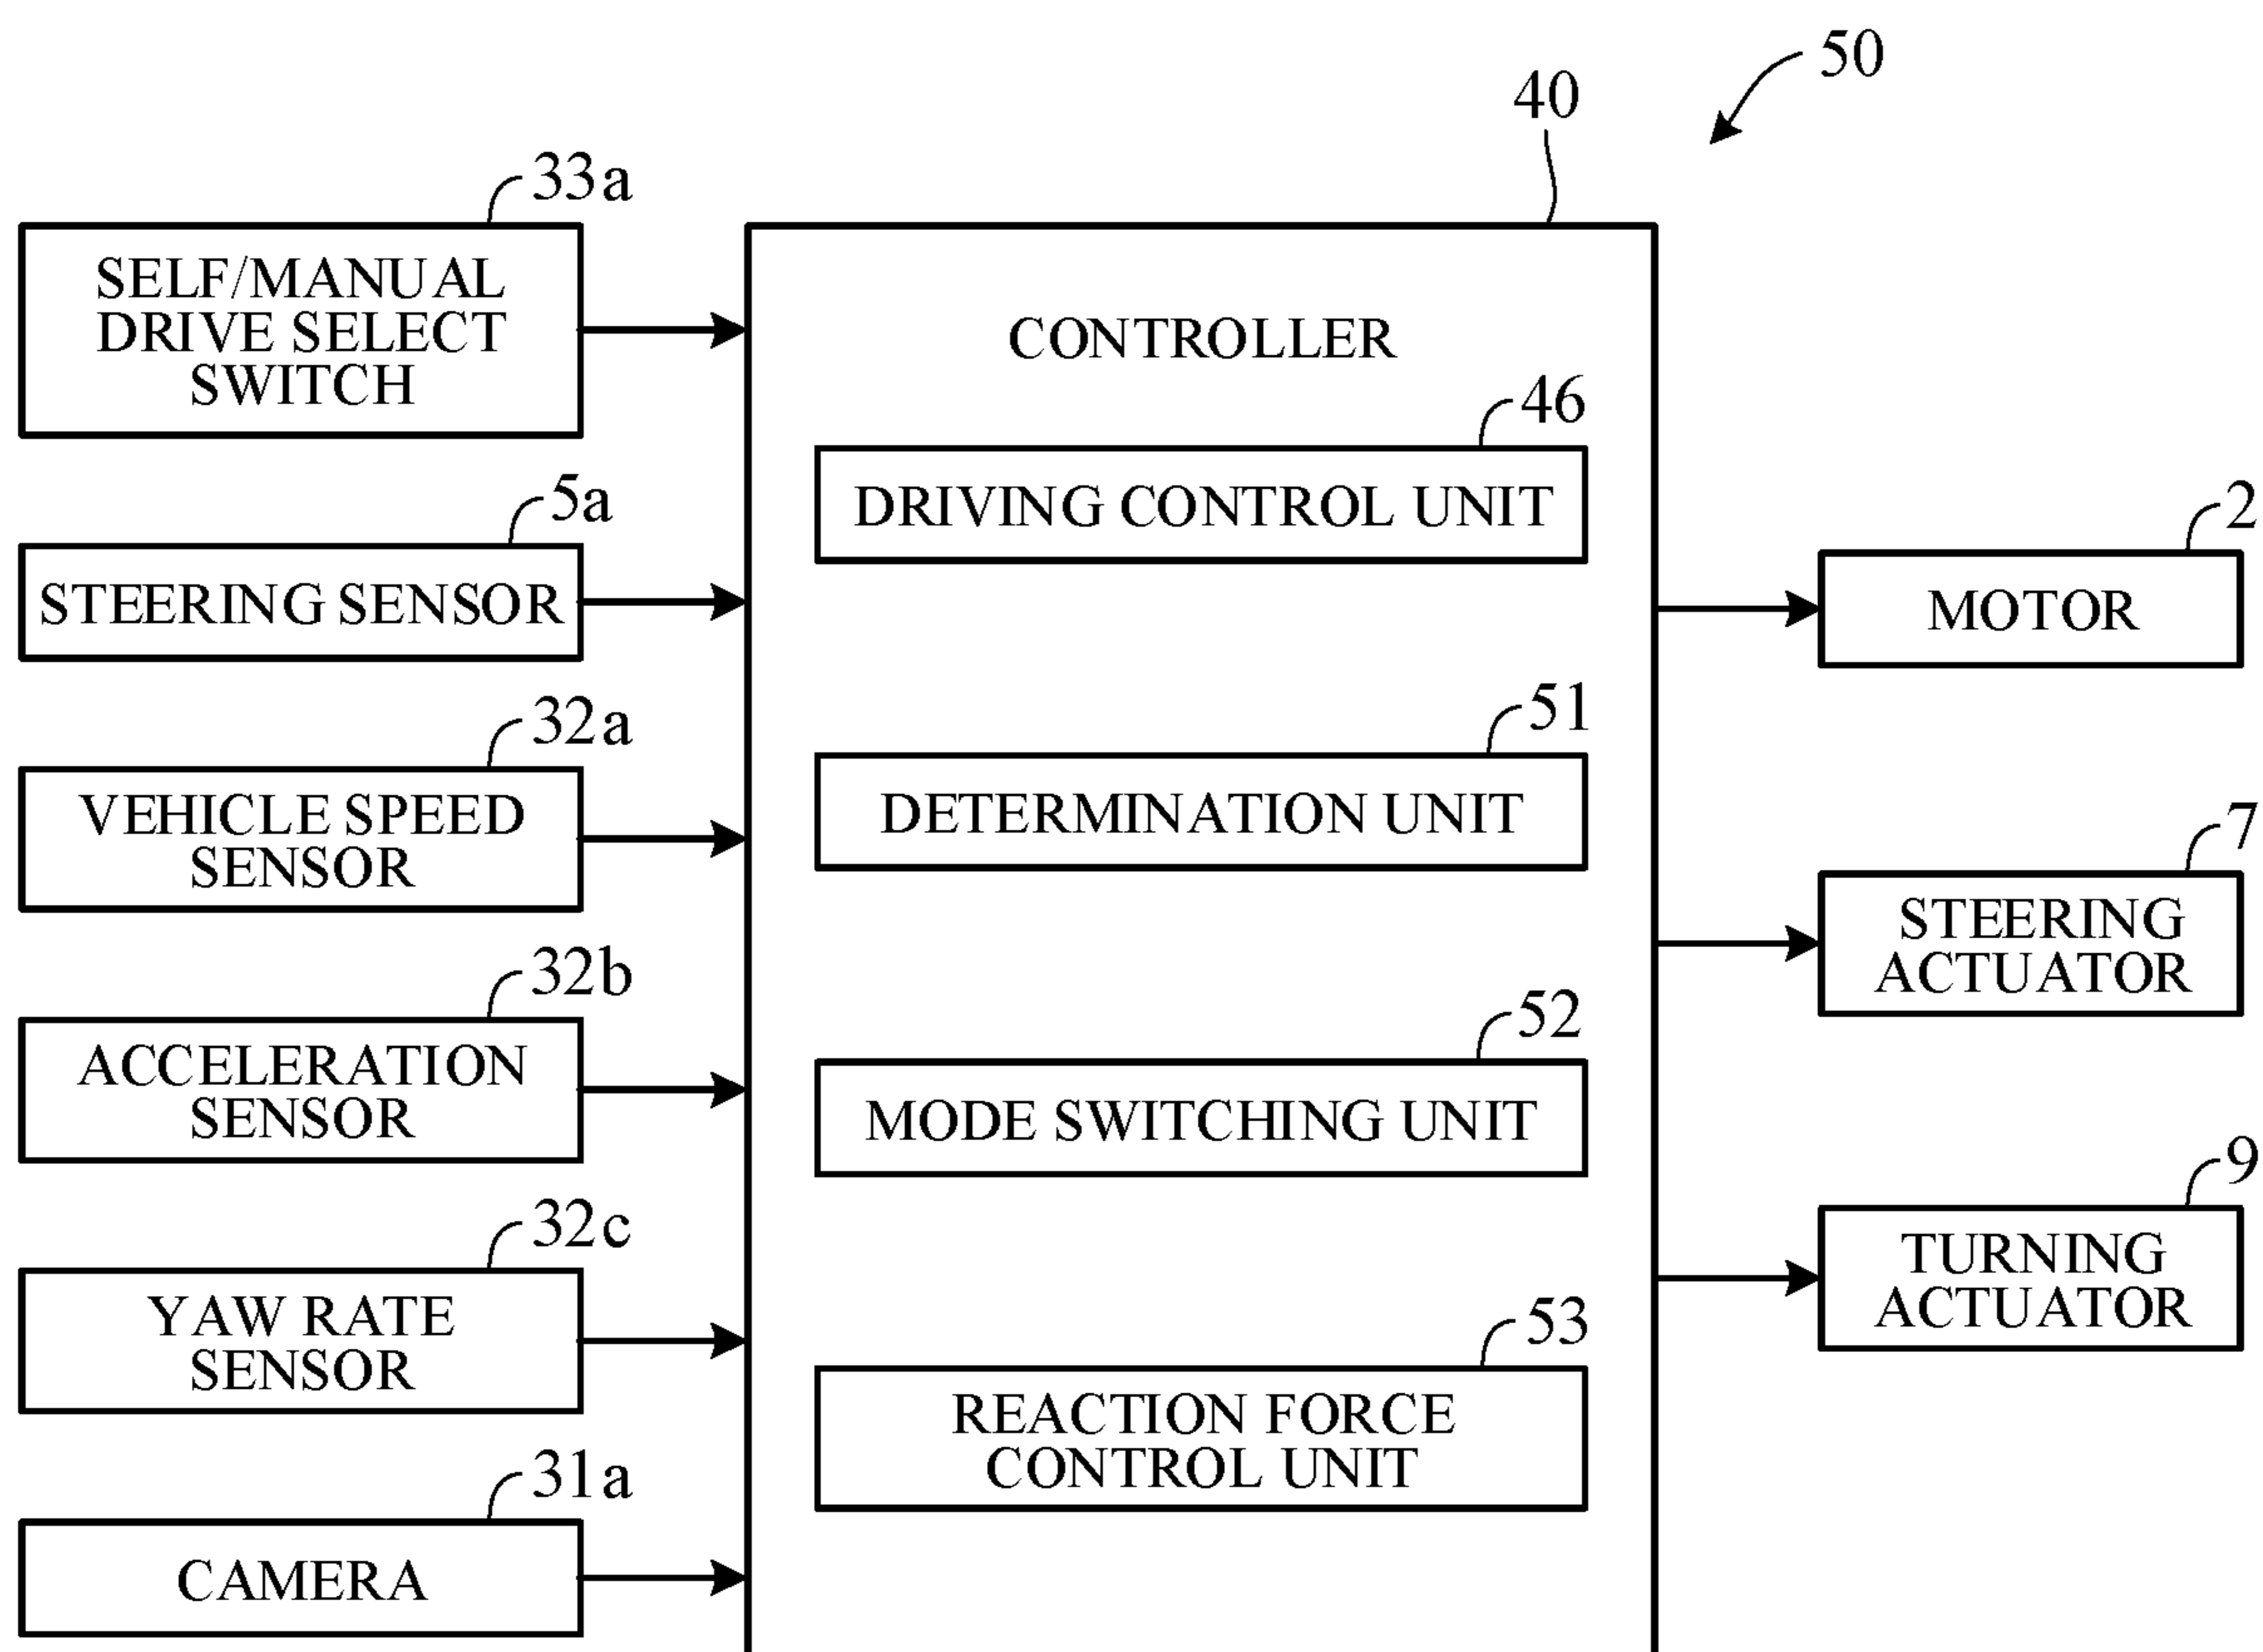 50
40
33a
SELF/MANUAL
DRIVE SELECT
SWITCH
5a
STEERING SENSOR
32a
VEHICLE SPEED
SENSOR
32b
ACCELERATION
SENSOR
32c
YAW RATE
SENSOR
31a
CAMERA
CONTROLLER
46
DRIVING CONTROL UNIT
51
DETERMINATION UNIT
52
MODE SWITCHING UNIT
53
REACTION FORCE
CONTROL UNIT
2
MOTOR
7
STEERING
ACTUATOR
9
TURNING
ACTUATOR